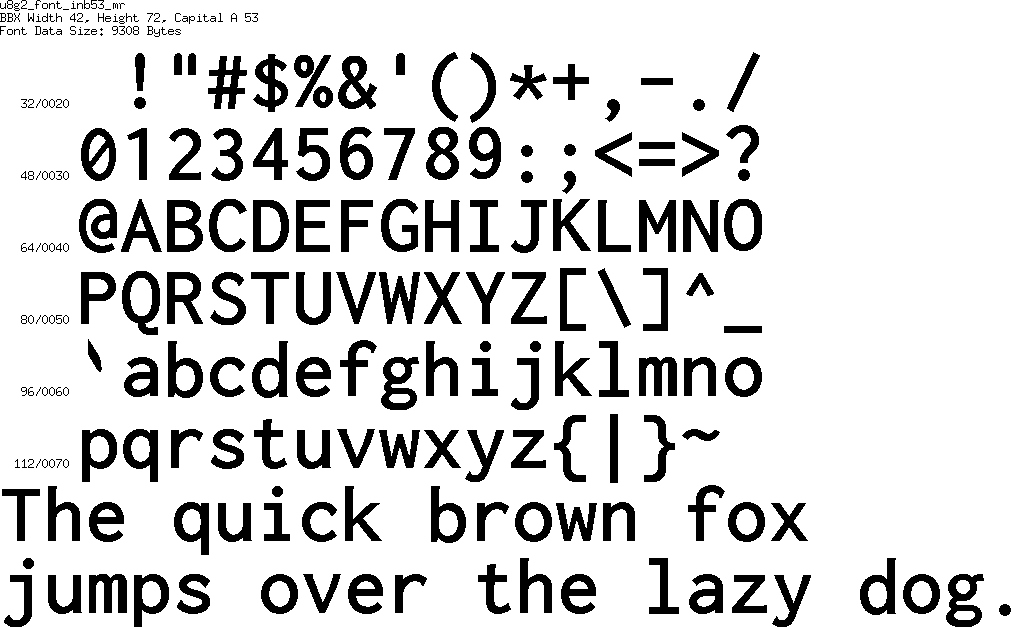 u8g2_font_inb53_mr
BBX Width 42, Height 72, Capital A 53
Font Data Size: 9308 Bytes
32/0020 !"#$%&'()*+,-./
48/0030 0123456789:;<=>?
64/0040 @ABCDEFGHIJKLMNO
80/0050 PQRSTUVWXYZ[\]^_
96/0060 `abcdefghijklmno
112/0070 pqrstuvwxyz{|}~
The quick brown fox
jumps over the lazy dog.